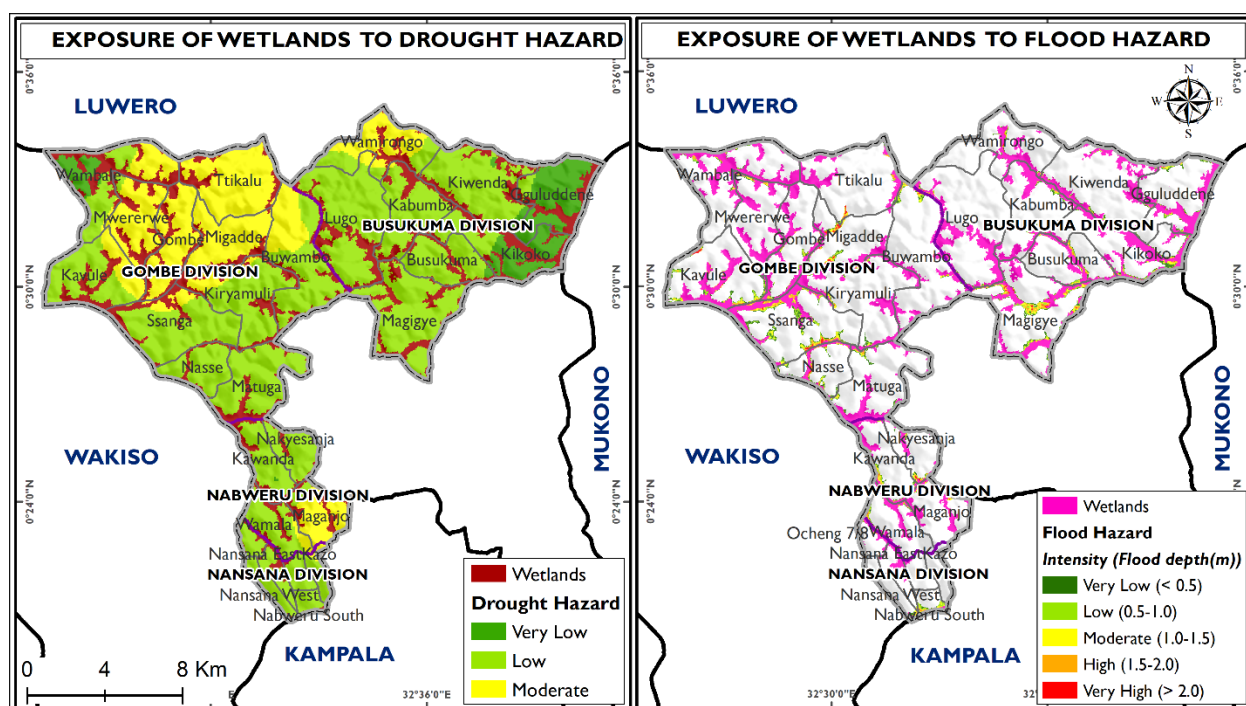 EXPOSURE OF WETLANDS TO DROUGHT HAZARD
0°36'0"N
LUWERO
Wamirongo
Wambale
Ttikalu
Kiwenda
Gguluddene
Mwererwe
Kabumba
Lugo
BUSUKUMA DIVISION
Gombe
Migadde
Kikoko
Kavule
GOMBE DIVISION
Buwambo
Busukuma
0°30'0"N
Kiryamuli
Ssanga
Magigye
Nasse
Matuga
WAKISO
Nakyesanja
Kawanda
MUKONO
NABWERU DIVISION
0°24'0"N
Maganjo
Wamala
Nansana East
Kazo
NANSANA DIVISION
Nansana West
Nabweru South
KAMPALA
0 4 8 Km
E
32°36'0"E
Wetlands
Drought Hazard
Very Low
Low
Moderate
EXPOSURE OF WETLANDS TO FLOOD HAZARD
0°36'0"N
N
W E
S
LUWERO
Wamirongo
Wambale
Ttikalu
Kiwenda
Gguluddene
Mwererwe
Kabumba
Lugo
BUSUKUMA DIVISION
Gombe
Migadde
Kikoko
Kavule
GOMBE DIVISION
Buwambo
Busukuma
0°30'0"N
Kiryamuli
Ssanga
Magigye
Nasse
Matuga
WAKISO
Nakyesanja
Kawanda
MUKONO
NABWERU DIVISION
0°24'0"N
Maganjo
Ocheng 7/8
Wamala
Nansana East
Kazo
NANSANA DIVISION
Nansana West
Nabweru South
KAMPALA
32°30'0"E
Wetlands
Flood Hazard
Intensity (Flood depth(m))
Very Low (< 0.5)
Low (0.5-1.0)
Moderate (1.0-1.5)
High (1.5-2.0)
Very High (> 2.0)